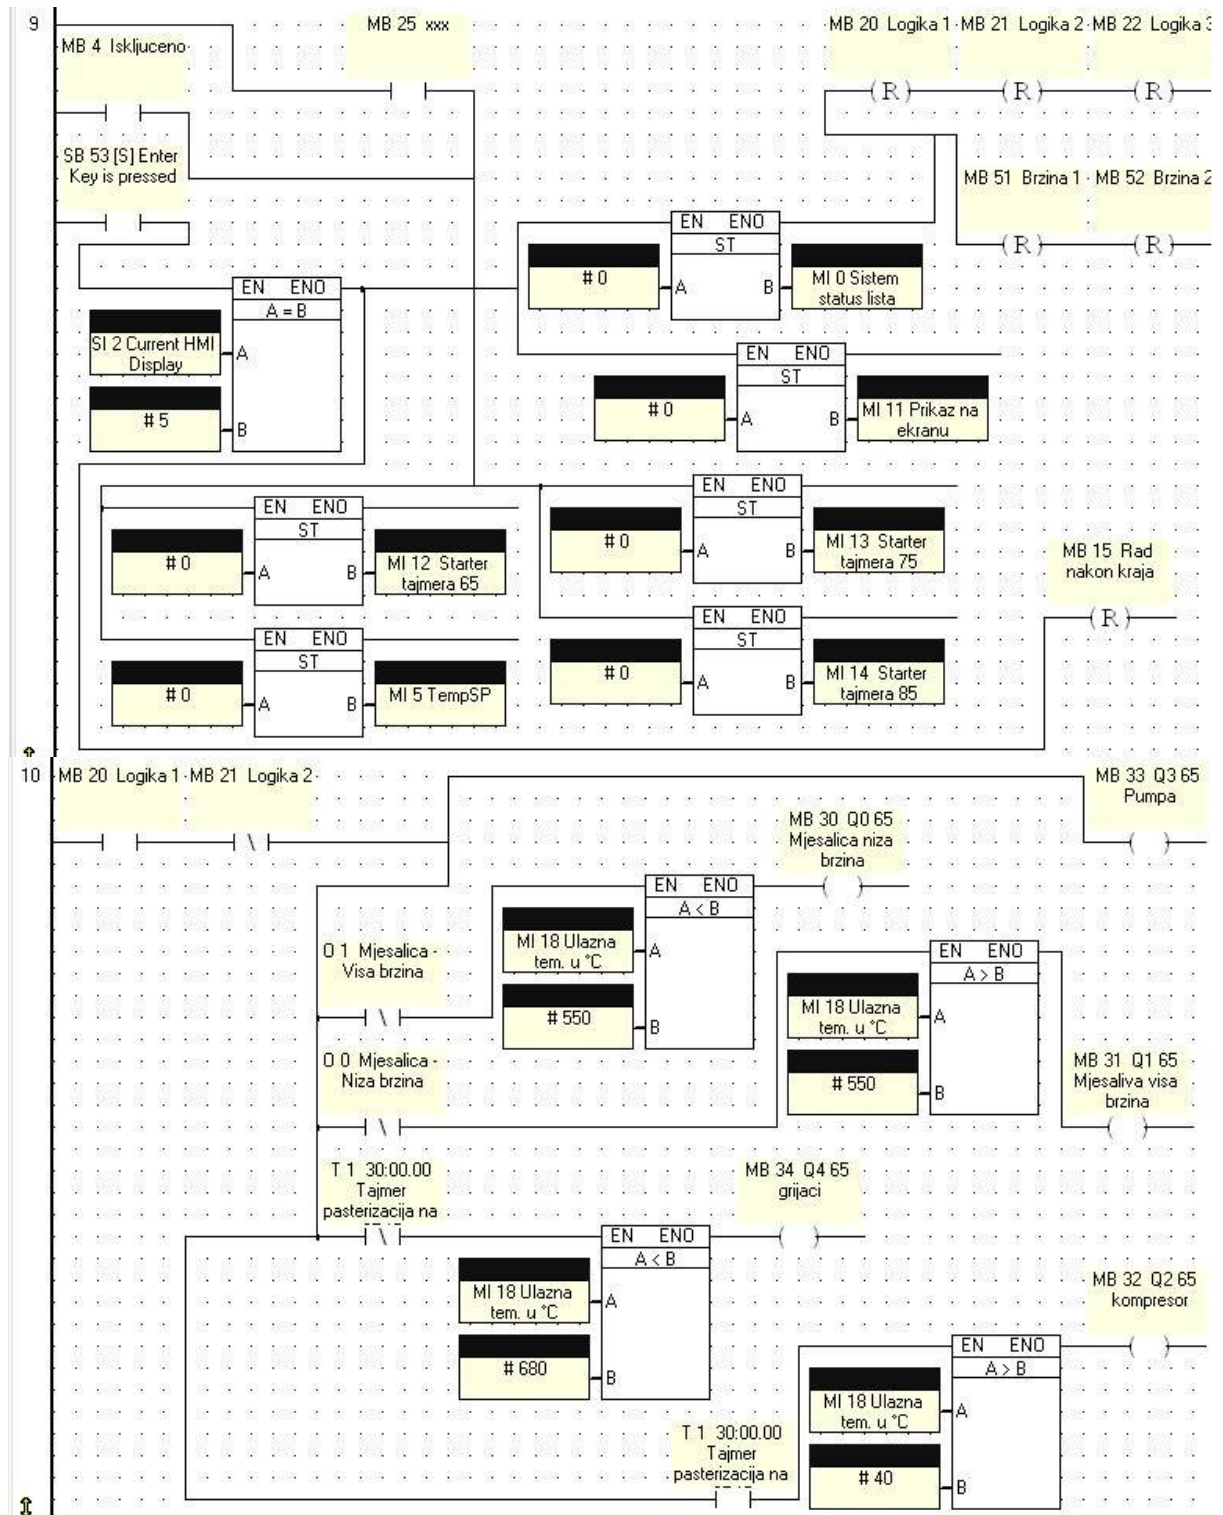 9
MB 4 Iskljuceno
MB 25 xxx
MB 20 Logika 1
MB 21 Logika 2
MB 22 Logika 3
(R)
(R)
(R)
SB 53 [S] Enter
Key is pressed
MB 51 Brzina 1
MB 52 Brzina 2
(R)
(R)
EN ENO
ST
# 0
A
B
MI 0 Sistem
status lista
EN ENO
A = B
SI 2 Current HMI
Display
A
# 5
B
EN ENO
ST
# 0
A
B
MI 11 Prikaz na
ekranu
EN ENO
ST
# 0
A
B
MI 12 Starter
tajmera 65
EN ENO
ST
# 0
A
B
MI 13 Starter
tajmera 75
MB 15 Rad
nakon kraja
(R)
EN ENO
ST
# 0
A
B
MI 5 TempSP
EN ENO
ST
# 0
A
B
MI 14 Starter
tajmera 85
10
MB 20 Logika 1
MB 21 Logika 2
MB 33 Q3 65
Pumpa
MB 30 Q0 65
Mjesalica niza
brzina
EN ENO
A < B
MI 18 Ulazna
tem. u °C
A
# 550
B
O 1 Mjesalica -
Visa brzina
EN ENO
A > B
MI 18 Ulazna
tem. u °C
A
# 550
B
O 0 Mjesalica -
Niza brzina
MB 31 Q1 65
Mjesaliva visa
brzina
T 1 30:00.00
Tajmer
pasterizacija na
MB 34 Q4 65
grijaci
EN ENO
A < B
MI 18 Ulazna
tem. u °C
A
# 680
B
MB 32 Q2 65
kompresor
EN ENO
A > B
MI 18 Ulazna
tem. u °C
A
# 40
B
T 1 30:00.00
Tajmer
pasterizacija na